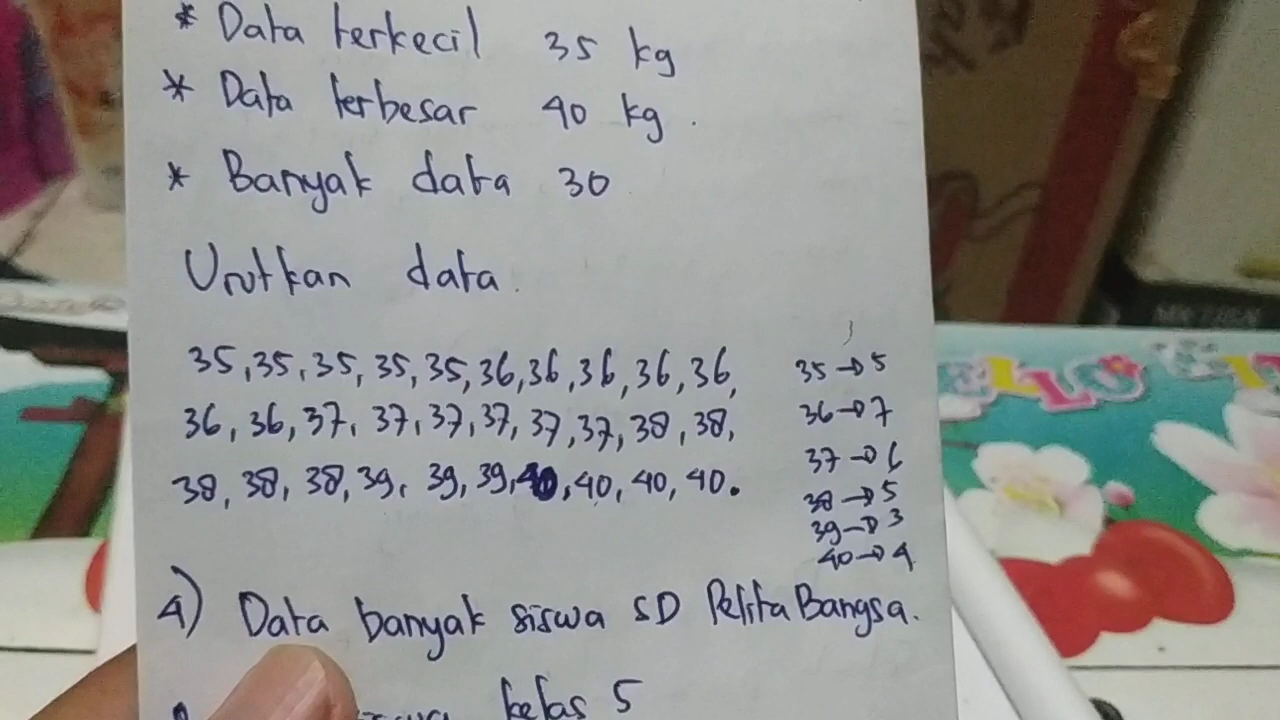 * Data terkecil 35 kg
* Data terbesar 40 kg.
* Banyak data 30
Urutkan data.
35, 35, 35, 35, 35, 36, 36, 36, 36, 36,
36, 36, 37, 37, 37, 37, 37, 37, 38, 38,
38, 38, 38, 39, 39, 39, 40, 40, 40, 40.
35→5
36→7
37→6
38→5
39→3
40→4
4) Data banyak siswa SD Pelita Bangsa.
kelas 5